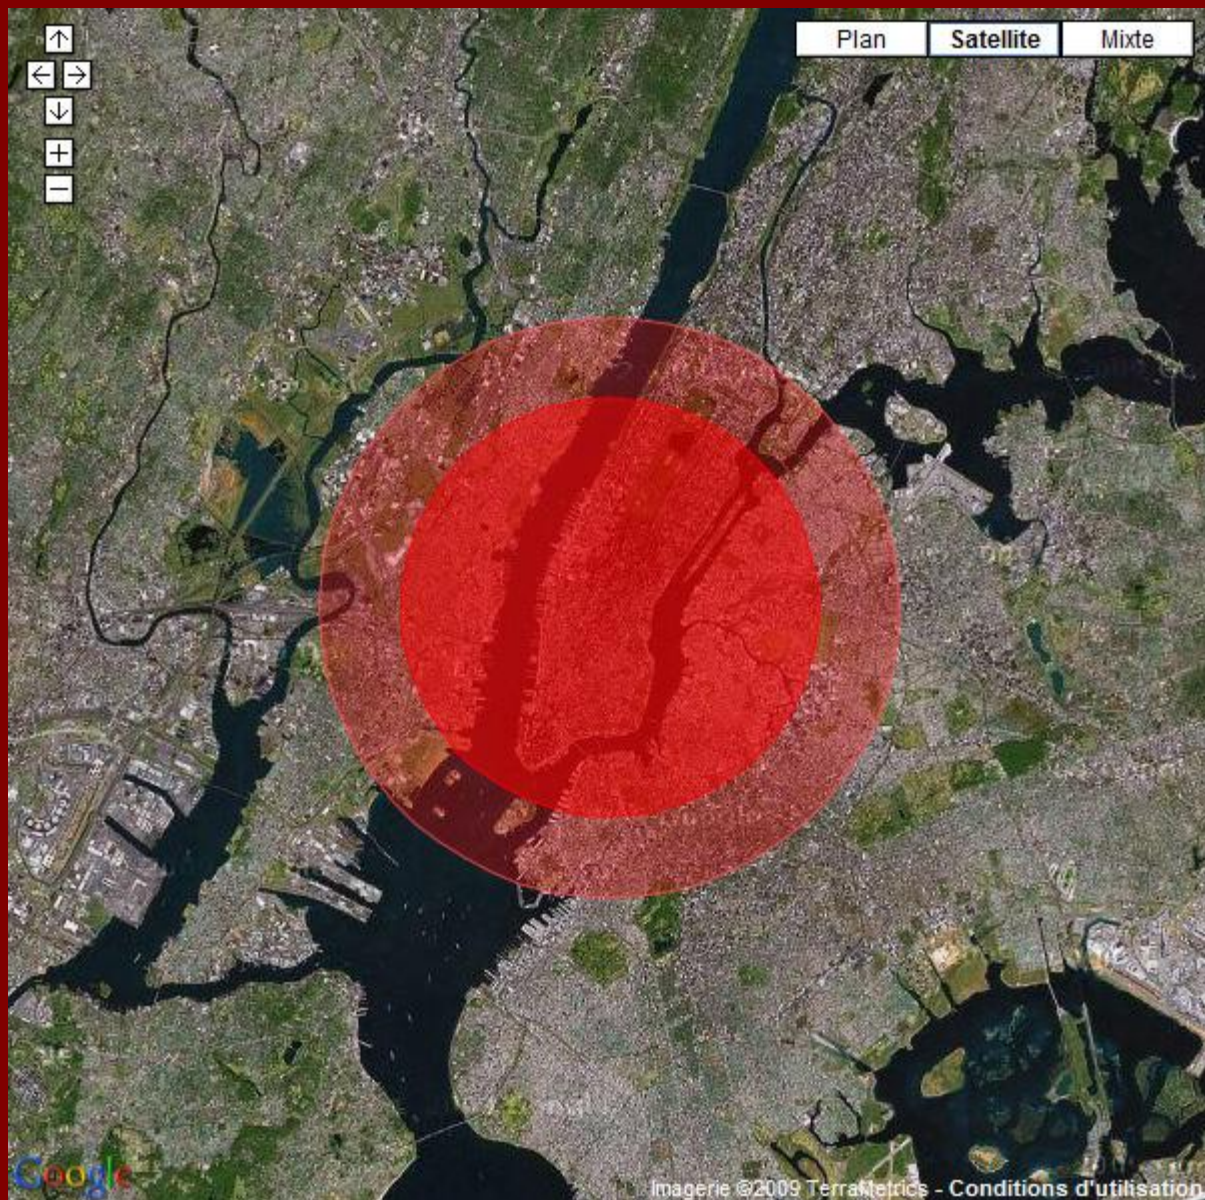 Plan
Satellite
Mixte
Google
Imagerie ©2009 TerraMetrics - Conditions d'utilisation